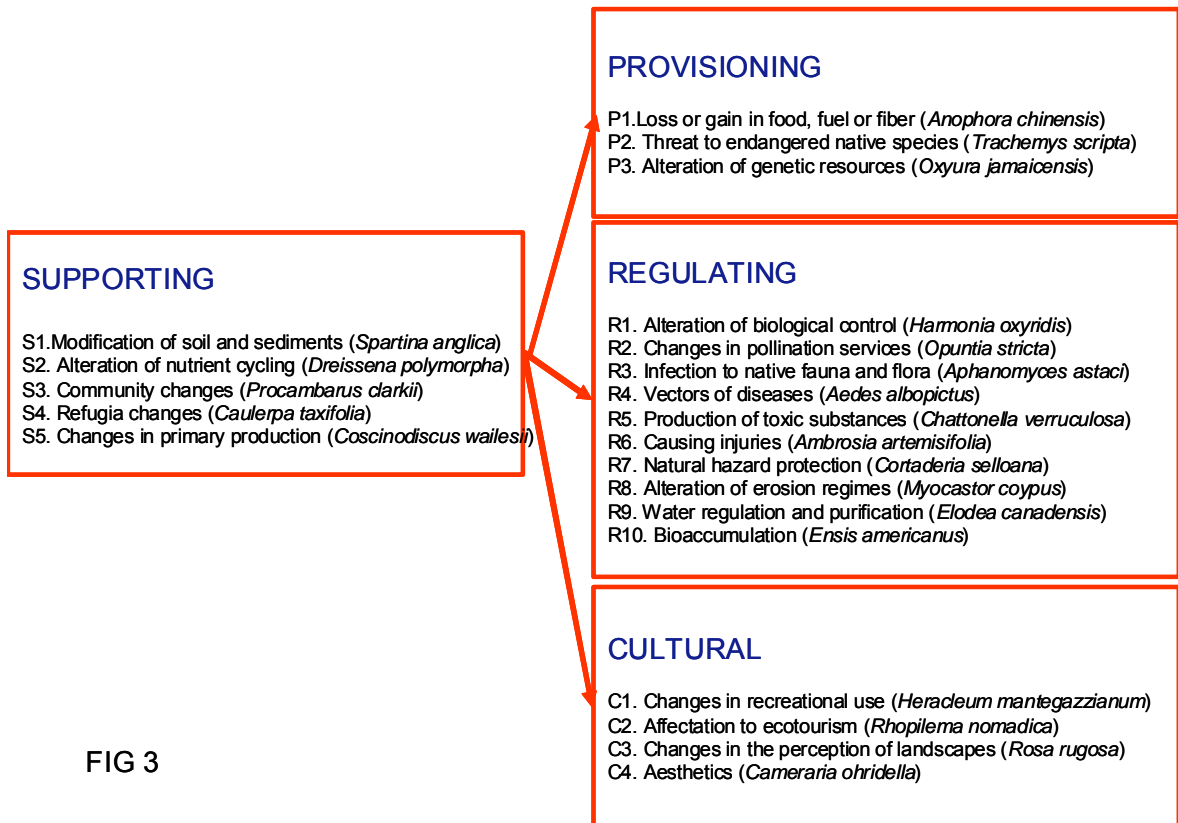 PROVISIONING
P1.Loss or gain in food, fuel or fiber (Anophora chinensis)
P2. Threat to endangered native species (Trachemys scripta)
P3. Alteration of genetic resources (Oxyura jamaicensis)
SUPPORTING
S1.Modification of soil and sediments (Spartina anglica)
S2. Alteration of nutrient cycling (Dreissena polymorpha)
S3. Community changes (Procambarus clarkii)
S4. Refugia changes (Caulerpa taxifolia)
S5. Changes in primary production (Coscinodiscus wailesii)
REGULATING
R1. Alteration of biological control (Harmonia oxyridis)
R2. Changes in pollination services (Opuntia stricta)
R3. Infection to native fauna and flora (Aphanomyces astaci)
R4. Vectors of diseases (Aedes albopictus)
R5. Production of toxic substances (Chattonella verruculosa)
R6. Causing injuries (Ambrosia artemisifolia)
R7. Natural hazard protection (Cortaderia selloana)
R8. Alteration of erosion regimes (Myocastor coypus)
R9. Water regulation and purification (Elodea canadensis)
R10. Bioaccumulation (Ensis americanus)
CULTURAL
C1. Changes in recreational use (Heracleum mantegazzianum)
C2. Affectation to ecotourism (Rhopilema nomadica)
C3. Changes in the perception of landscapes (Rosa rugosa)
C4. Aesthetics (Cameraria ohridella)
FIG 3